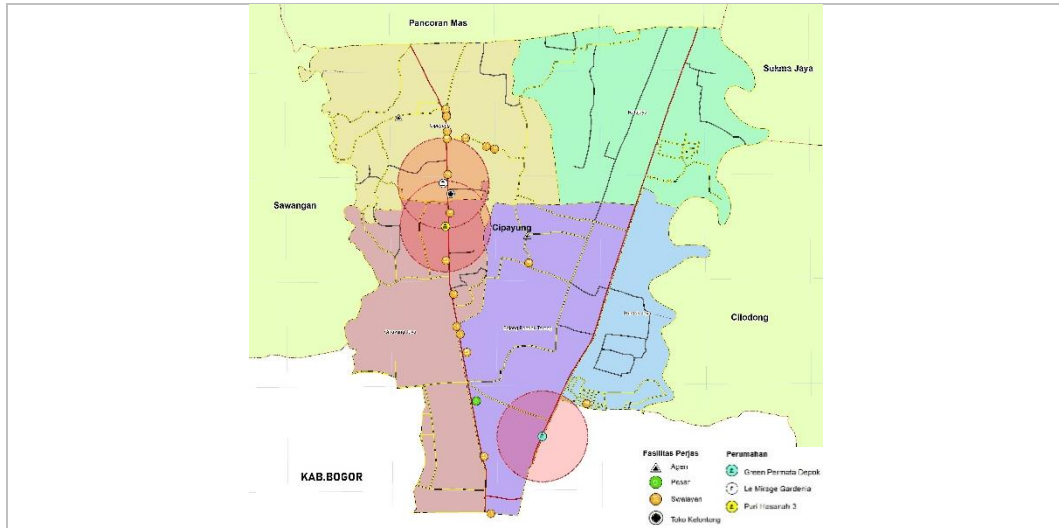 Pancoran Mas
Sukma Jaya
Sawangan
Cipayung
Cilodong
KAB.BOGOR
Fasilitas Perjas
Agen
Pasar
Swalayan
Toko Kelontong
Perumahan
Green Permata Depok
Le Mirage Gardenia
Puri Hasanah 3